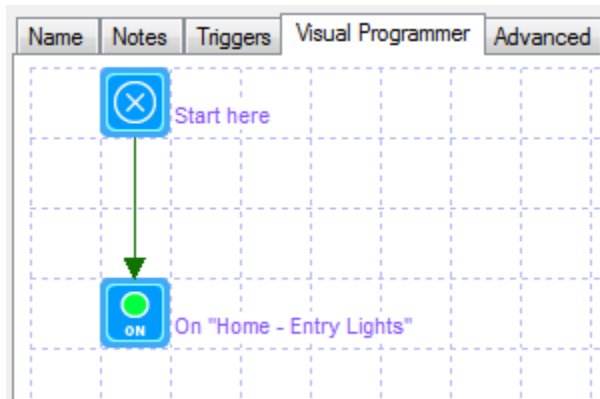 Name Notes Triggers Visual Programmer Advanced
Start here
ON
On "Home - Entry Lights"